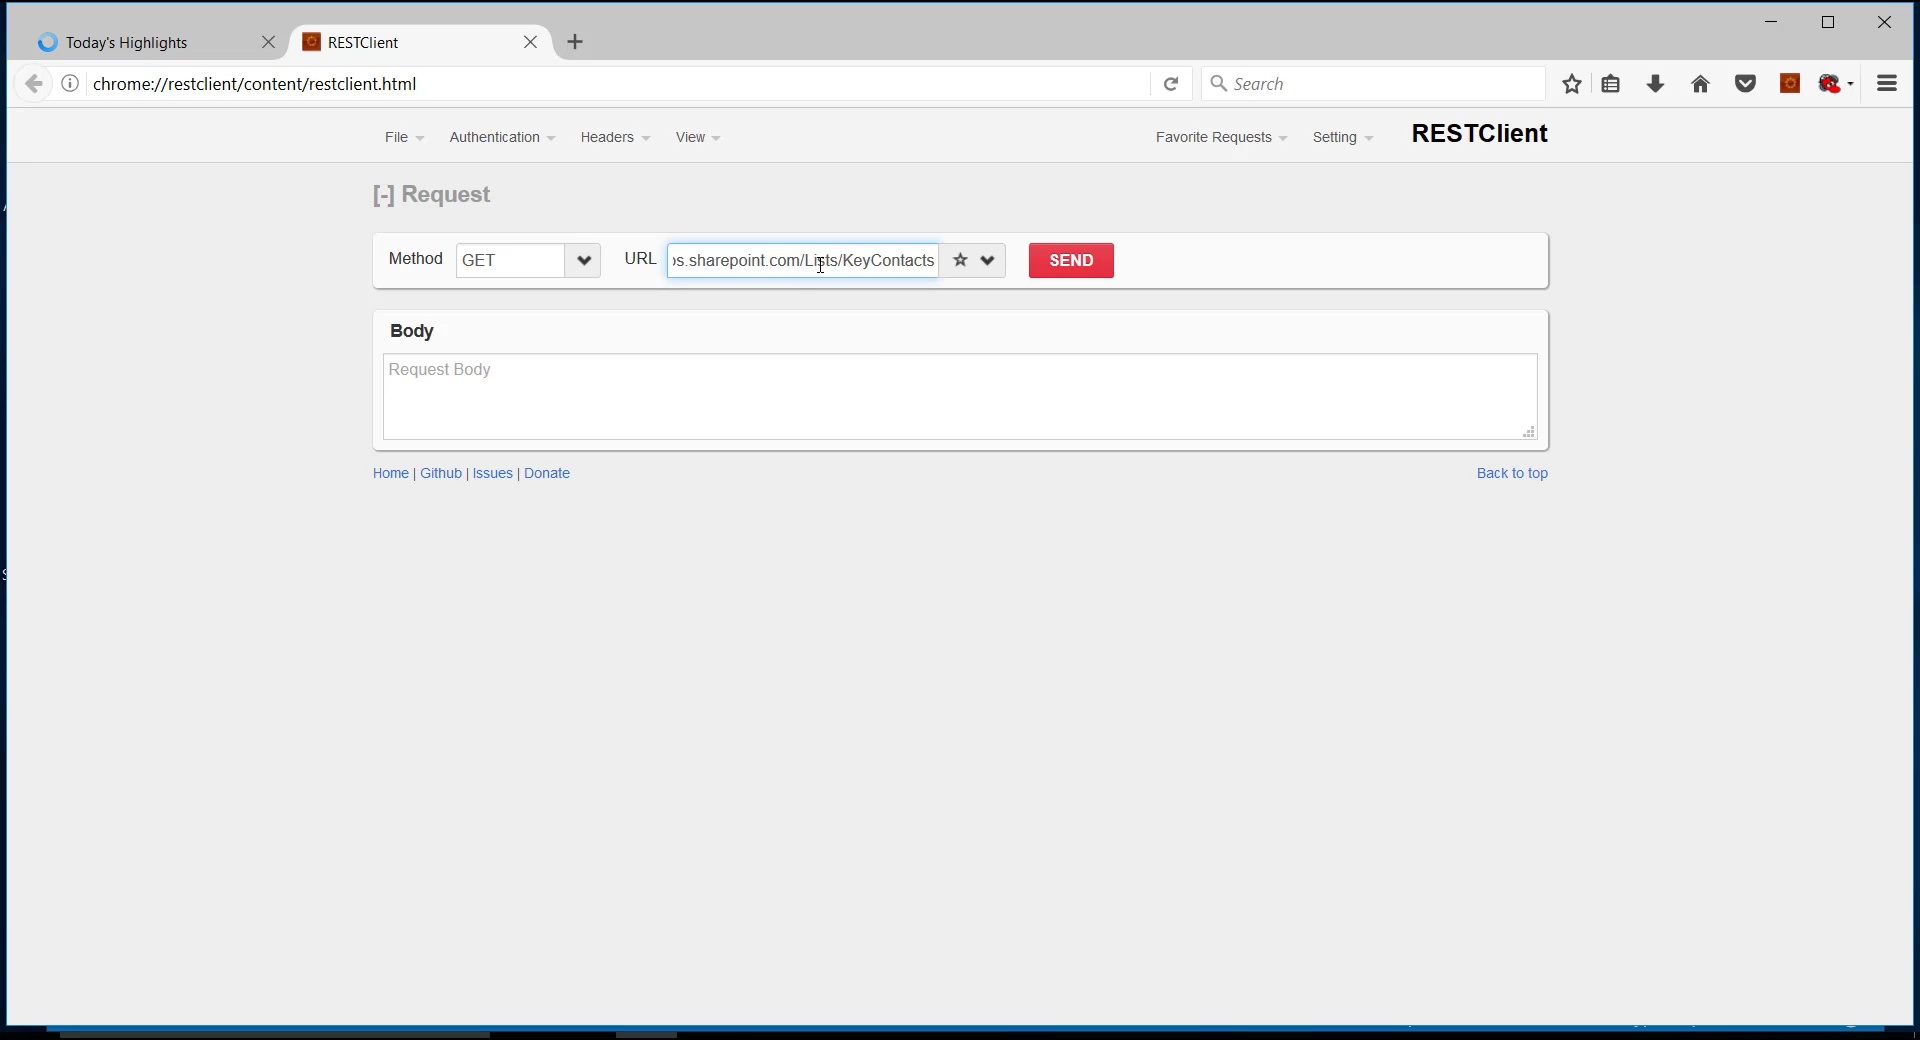 Today's Highlights
RESTClient
chrome://restclient/content/restclient.html
Search
File
Authentication
Headers
View
Favorite Requests
Setting
RESTClient
[-] Request
Method
GET
URL
s.sharepoint.com/Lists/KeyContacts
SEND
Body
Request Body
Home | Github | Issues | Donate
Back to top